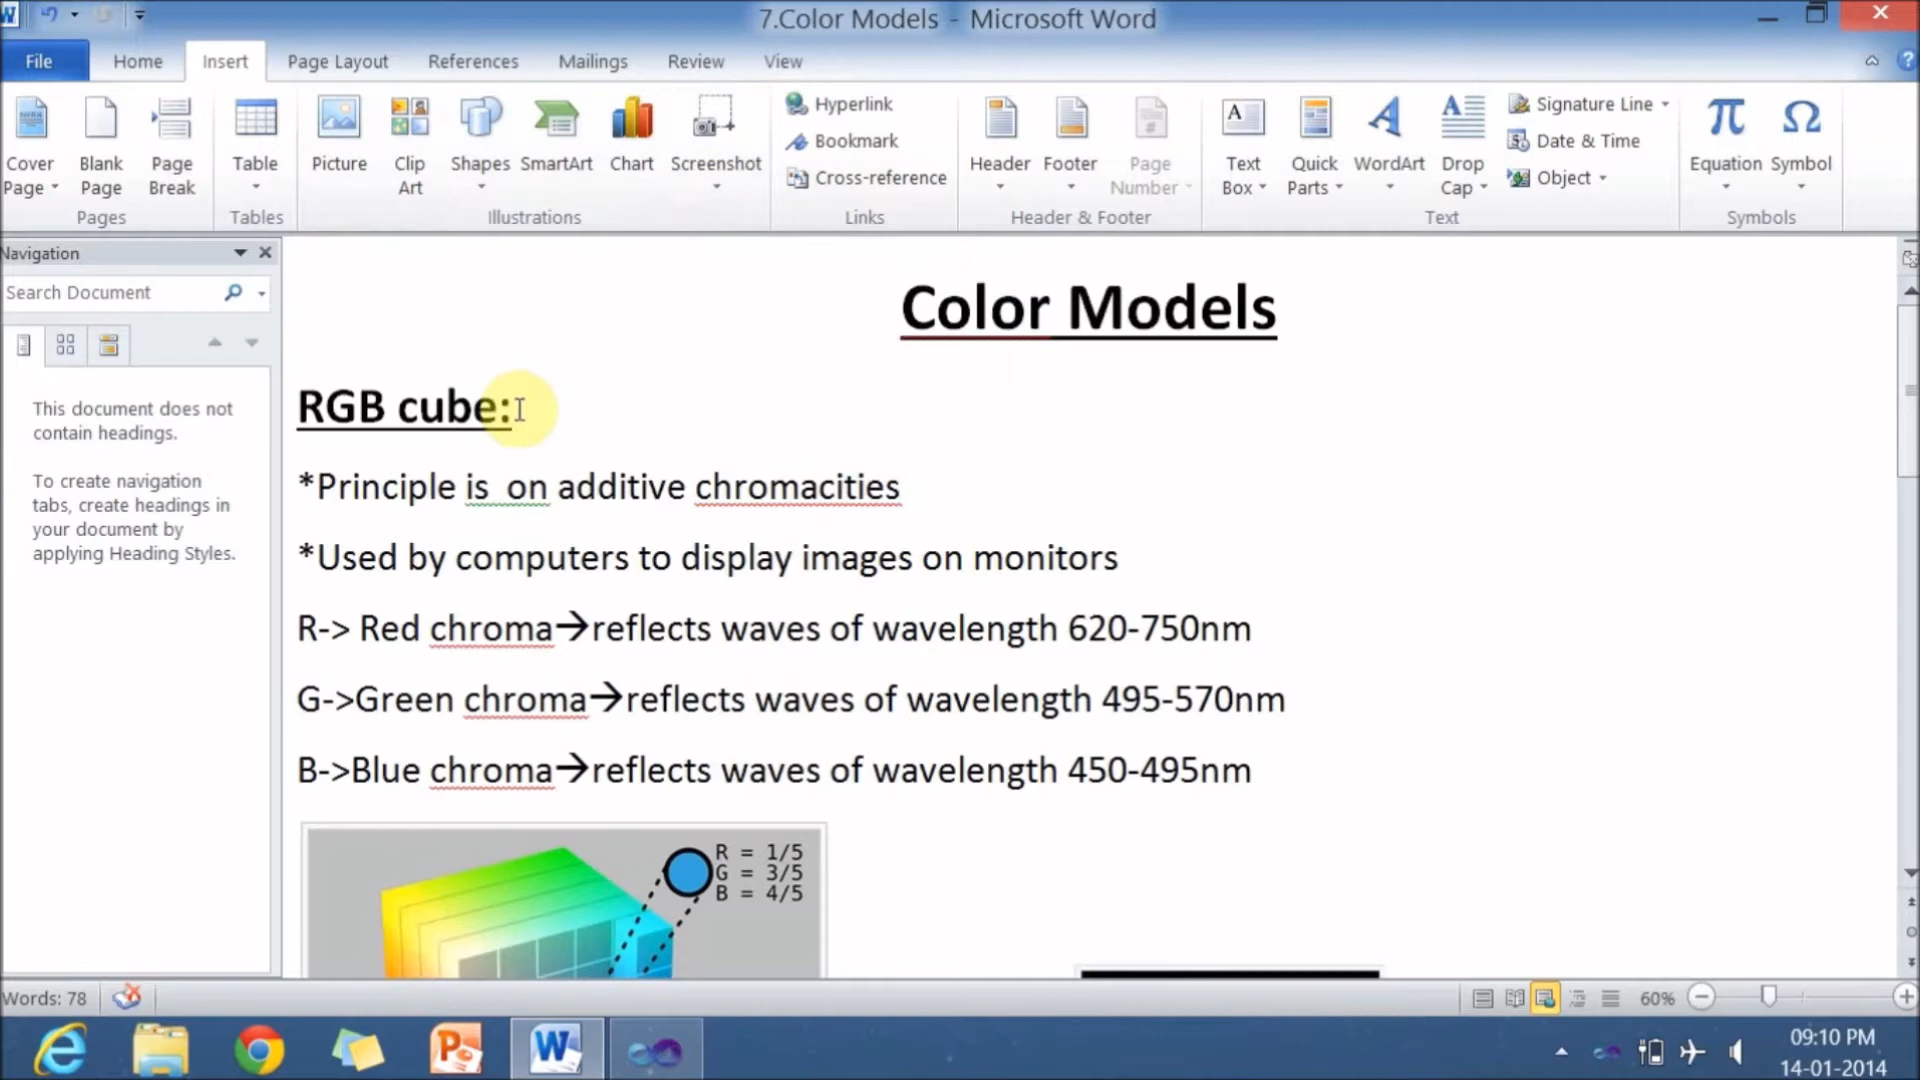 7.Color Models - Microsoft Word
File Home Insert Page Layout References Mailings Review View
Cover Page
Blank Page
Page Break
Pages
Table
Tables
Picture
Clip Art
Shapes
SmartArt
Chart
Screenshot
Illustrations
Hyperlink
Bookmark
Cross-reference
Links
Header
Footer
Page Number
Header & Footer
Text Box
Quick Parts
WordArt
Drop Cap
Signature Line
Date & Time
Object
Text
Equation
Symbol
Symbols
Navigation
Search Document
This document does not
contain headings.
To create navigation
tabs, create headings in
your document by
applying Heading Styles.
Color Models
RGB cube:
*Principle is  on additive chromacities
*Used by computers to display images on monitors
R-> Red chroma→reflects waves of wavelength 620-750nm
G->Green chroma→reflects waves of wavelength 495-570nm
B->Blue chroma→reflects waves of wavelength 450-495nm
R = 1/5
G = 3/5
B = 4/5
Words: 78
60%
09:10 PM
14-01-2014